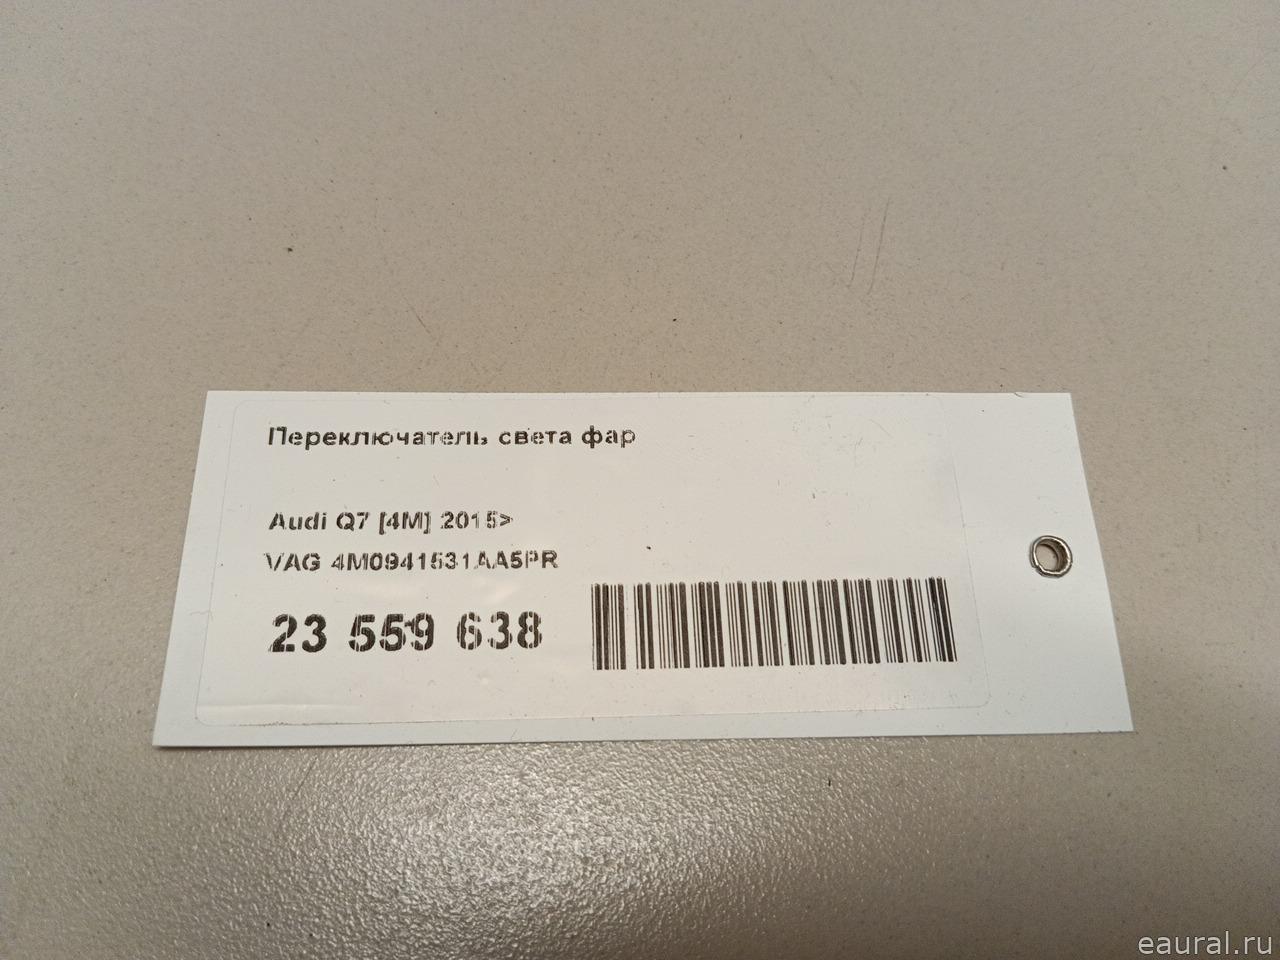 Переключатель света фар
Audi Q7 [4M] 2015>
VAG 4M0941531AA5PR
23 559 638
eaural.ru